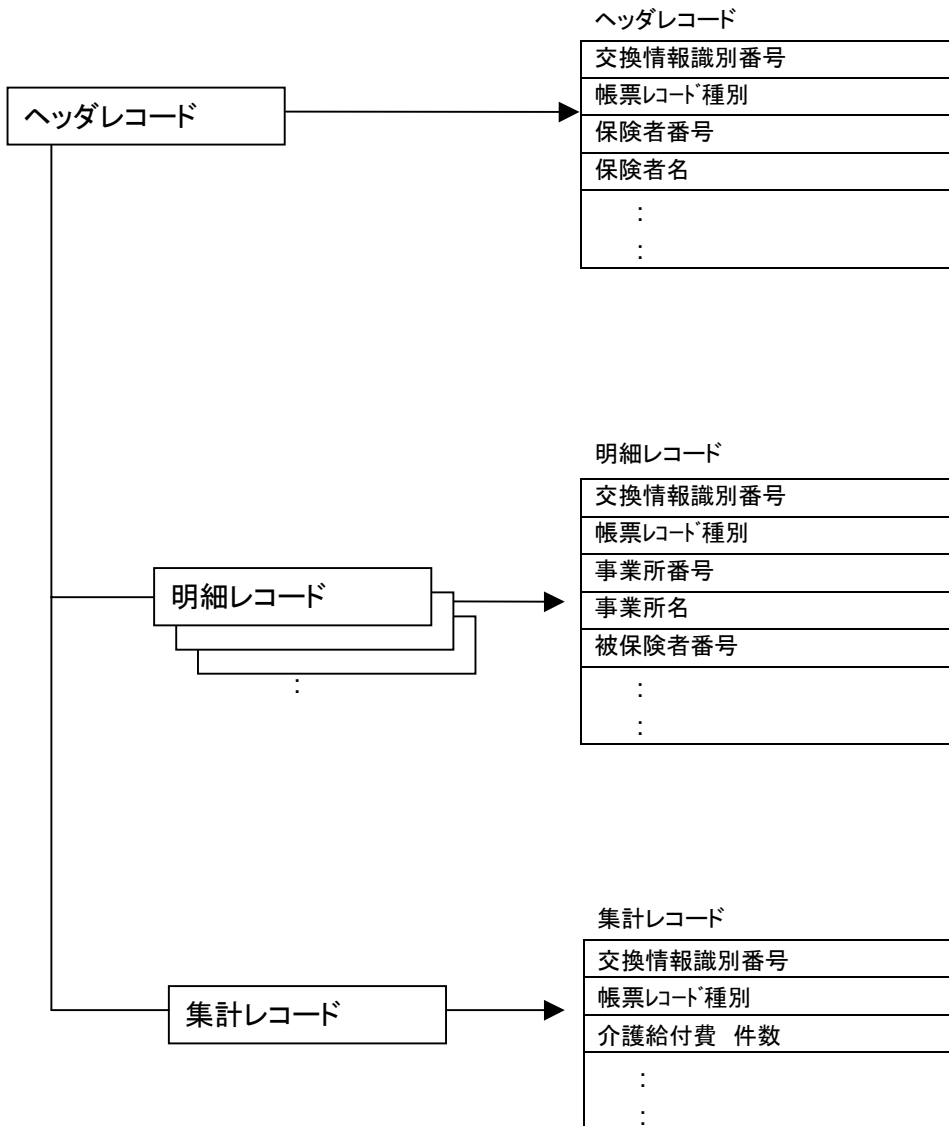 ヘッダレコード
交換情報識別番号
帳票ﾚｺｰﾄﾞ種別
保険者番号
保険者名
:
:
ヘッダレコード
明細レコード
交換情報識別番号
帳票ﾚｺｰﾄﾞ種別
事業所番号
事業所名
被保険者番号
:
:
明細レコード
:
集計レコード
交換情報識別番号
帳票ﾚｺｰﾄﾞ種別
介護給付費　件数
:
:
集計レコード